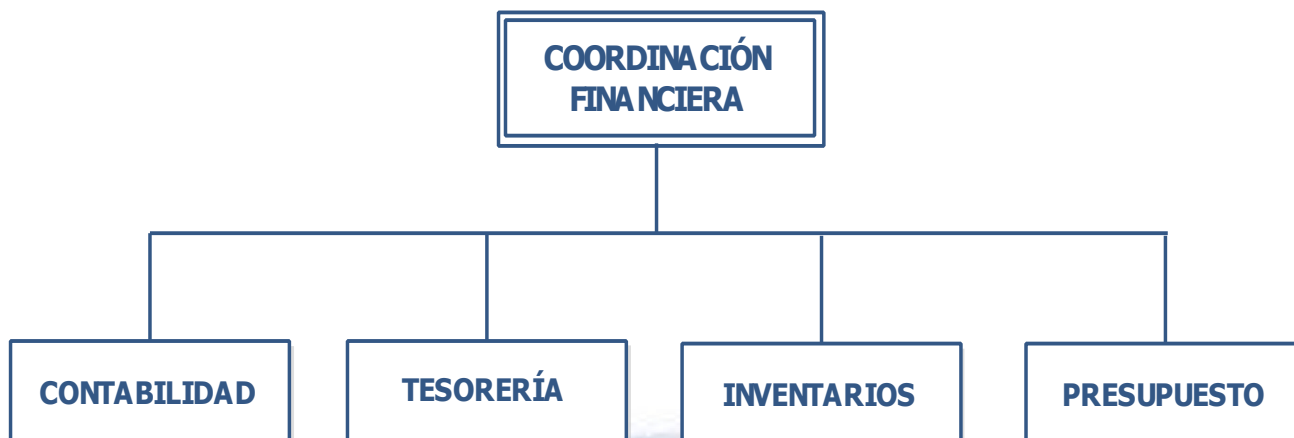 COORDINACIÓN
FINANCIERA
CONTABILIDAD
TESORERÍA
INVENTARIOS
PRESUPUESTO